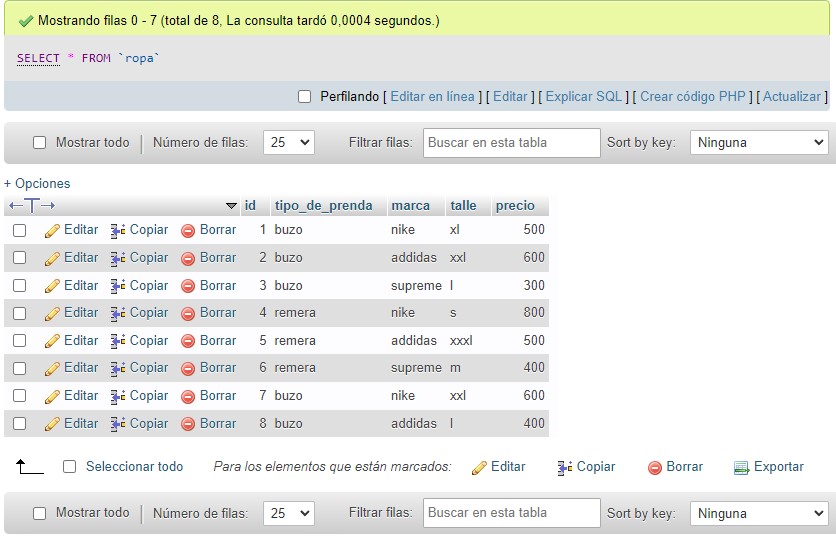 Mostrando filas 0 - 7 (total de 8, La consulta tardó 0,0004 segundos.)
SELECT * FROM `ropa`
Perfilando [ Editar en línea ] [ Editar ] [ Explicar SQL ] [ Crear código PHP ] [ Actualizar ]
Mostrar todo | Número de filas: 25 Filtrar filas: Buscar en esta tabla Sort by key: Ninguna
+ Opciones
←T→ id tipo_de_prenda marca talle precio
Editar Copiar Borrar 1 buzo nike xl 500
Editar Copiar Borrar 2 buzo addidas xxl 600
Editar Copiar Borrar 3 buzo supreme l 300
Editar Copiar Borrar 4 remera nike s 800
Editar Copiar Borrar 5 remera addidas xxxl 500
Editar Copiar Borrar 6 remera supreme m 400
Editar Copiar Borrar 7 buzo nike xxl 600
Editar Copiar Borrar 8 buzo addidas l 400
Seleccionar todo Para los elementos que están marcados: Editar Copiar Borrar Exportar
Mostrar todo | Número de filas: 25 Filtrar filas: Buscar en esta tabla Sort by key: Ninguna